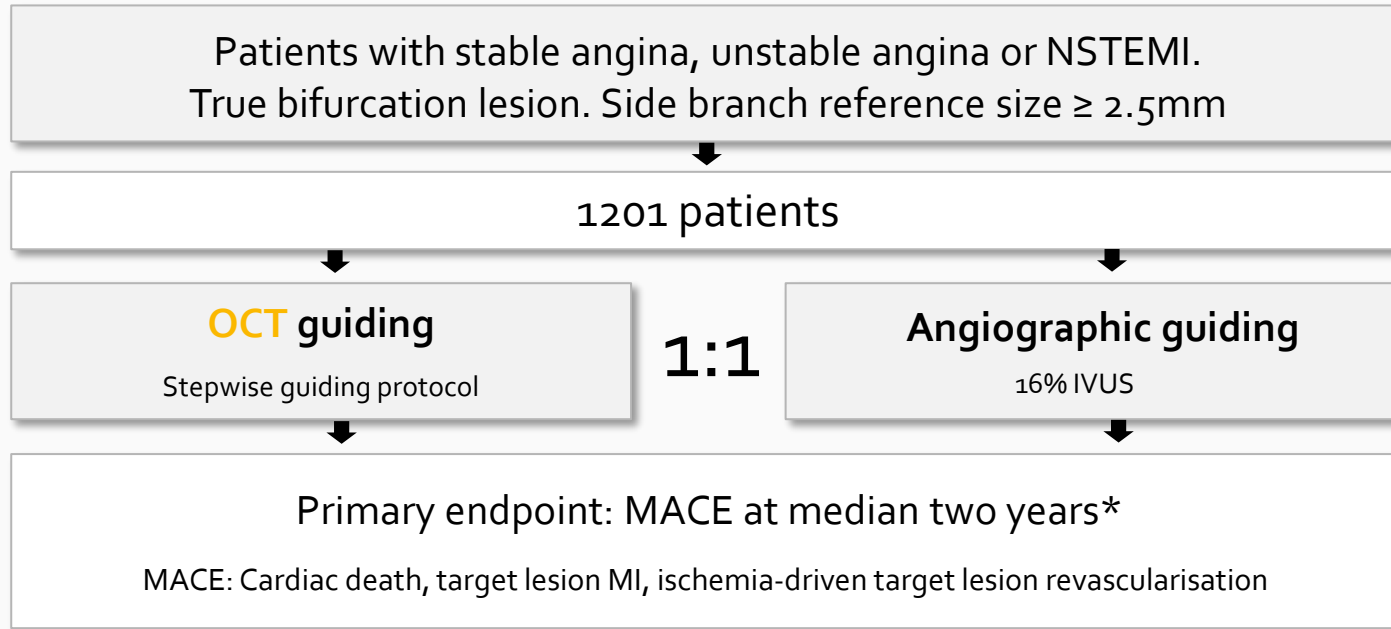 Patients with stable angina, unstable angina or NSTEMI.
True bifurcation lesion. Side branch reference size ≥ 2.5mm
1201 patients
OCT guiding
Stepwise guiding protocol
1:1
Angiographic guiding
16% IVUS
Primary endpoint: MACE at median two years*
MACE: Cardiac death, target lesion MI, ischemia-driven target lesion revascularisation